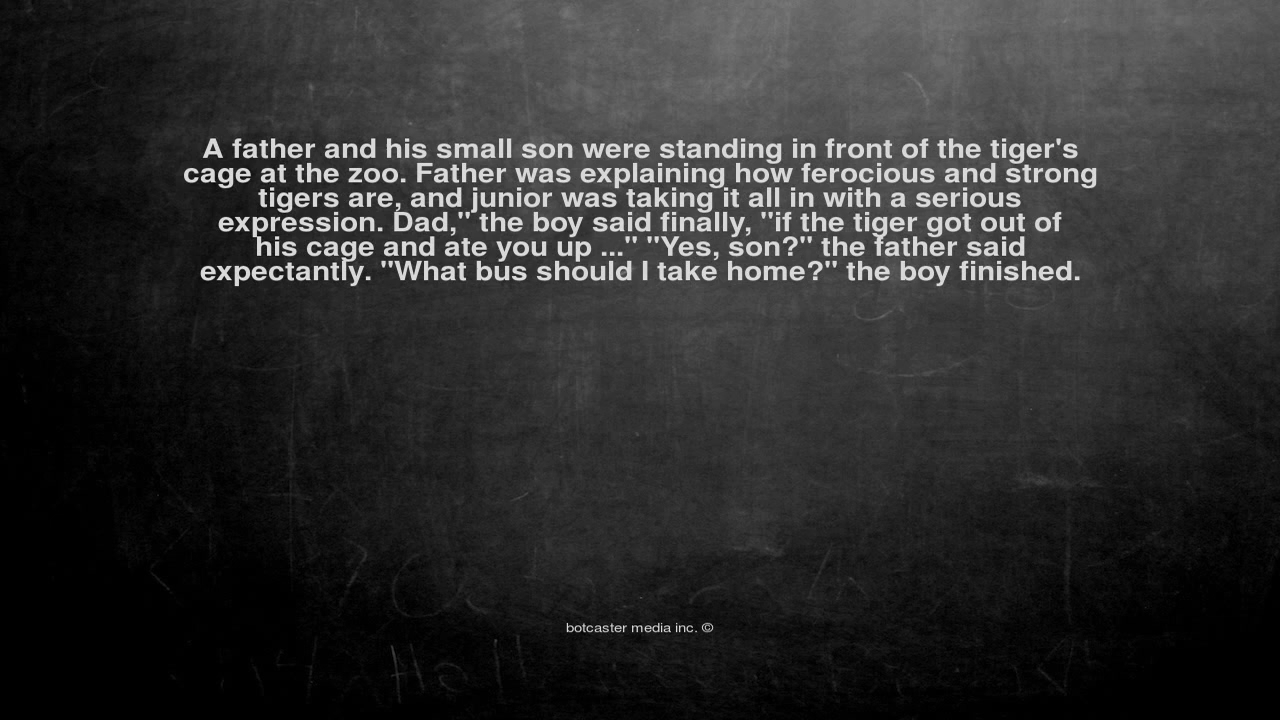 A father and his small son were standing in front of the tiger's
cage at the zoo. Father was explaining how ferocious and strong
tigers are, and junior was taking it all in with a serious
expression. Dad," the boy said finally, "if the tiger got out of
his cage and ate you up ..." "Yes, son?" the father said
expectantly. "What bus should I take home?" the boy finished.
botcaster media inc. ©